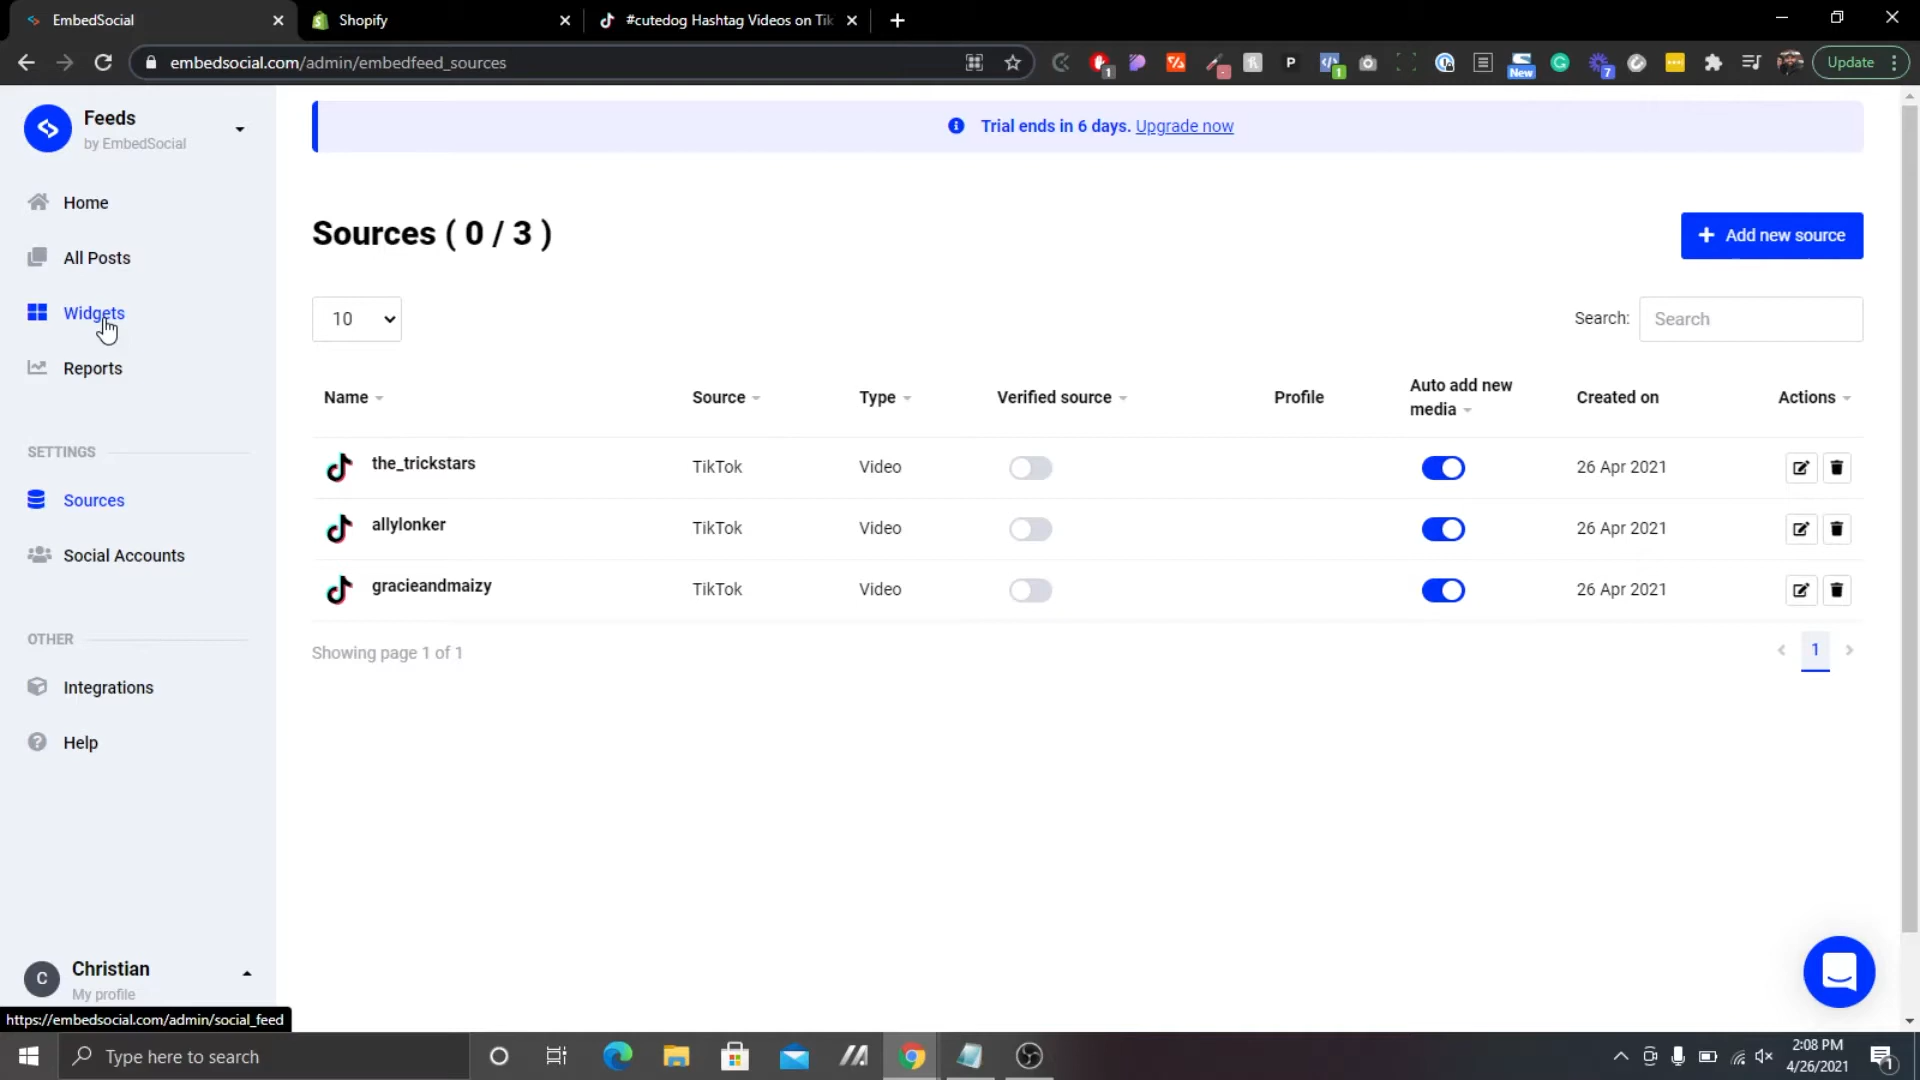 EmbedSocial
Shopify
#cutedog Hashtag Videos on Tik
embedsocial.com/admin/embedfeed_sources
1
P
1
New
7
Update
Feeds
by EmbedSocial
Home
All Posts
Widgets
Reports
SETTINGS
Sources
Social Accounts
OTHER
Integrations
Help
C
Christian
My profile
https://embedsocial.com/admin/social_feed
Trial ends in 6 days. Upgrade now
Sources ( 0 / 3 )
+ Add new source
10
Search: Search
Name Source Type Verified source Profile Auto add new media Created on Actions
the_trickstars TikTok Video 26 Apr 2021
allylonker TikTok Video 26 Apr 2021
gracieandmaizy TikTok Video 26 Apr 2021
Showing page 1 of 1
1
Type here to search
2:08 PM
4/26/2021
1